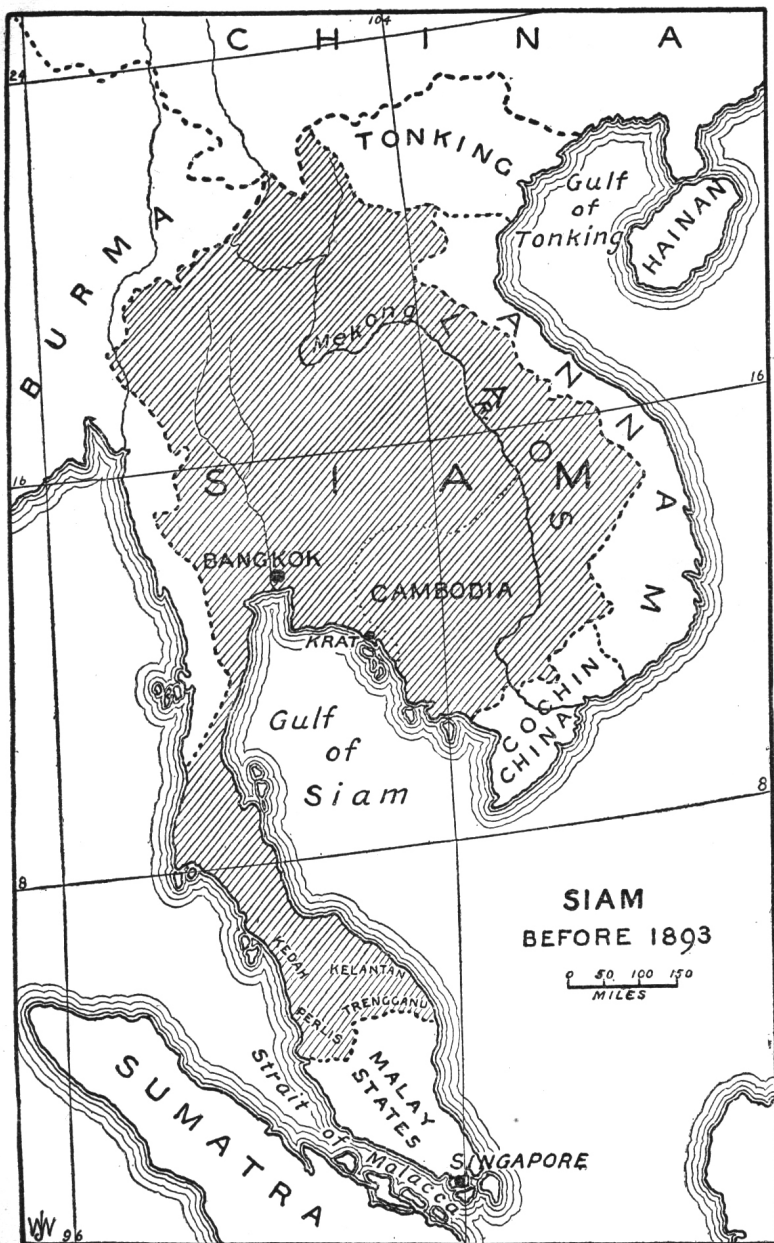 CHINA
104
24
TONKING
Gulf
of
Tonking
HAINAN
BURMA
Mekong
R.
LAOS
ANNAM
16
16
SIAM
BANGKOK
CAMBODIA
KRAT
COCHIN
CHINA
Gulf
of
Siam
8
8
SIAM
BEFORE 1893
0 50 100 150
MILES
KEDAH
KELANTAN
TRENGGANU
PERLIS
MALAY
STATES
Strait of Malacca
SINGAPORE
SUMATRA
WJW
96